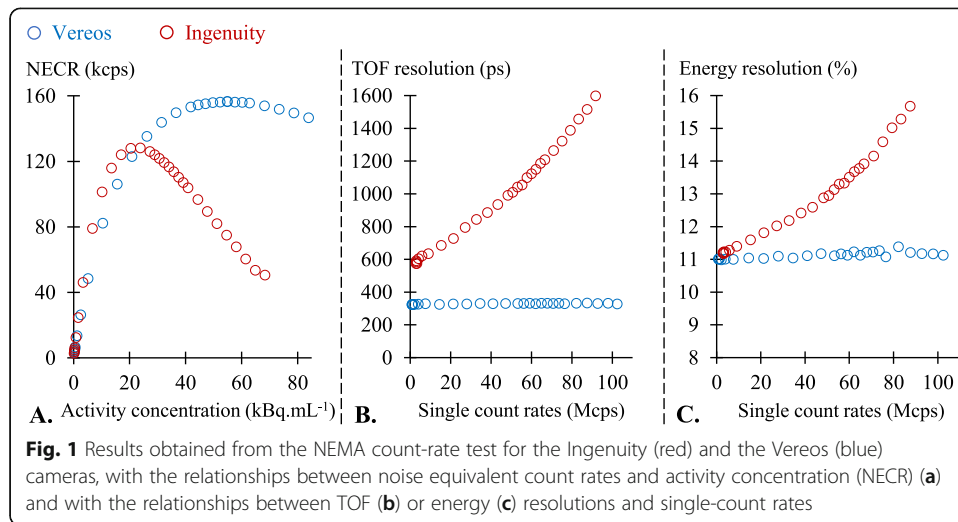 Vereos
Ingenuity
NECR (kcps)
160
120
80
40
0
0 20 40 60 80
A. Activity concentration (kBq.mL⁻¹)
TOF resolution (ps)
1600
1400
1200
1000
800
600
400
200
0
0 20 40 60 80 100
B. Single count rates (Mcps)
Energy resolution (%)
16
15
14
13
12
11
10
9
8
0 20 40 60 80 100
C. Single count rates (Mcps)
Fig. 1 Results obtained from the NEMA count-rate test for the Ingenuity (red) and the Vereos (blue)
cameras, with the relationships between noise equivalent count rates and activity concentration (NECR) (a)
and with the relationships between TOF (b) or energy (c) resolutions and single-count rates